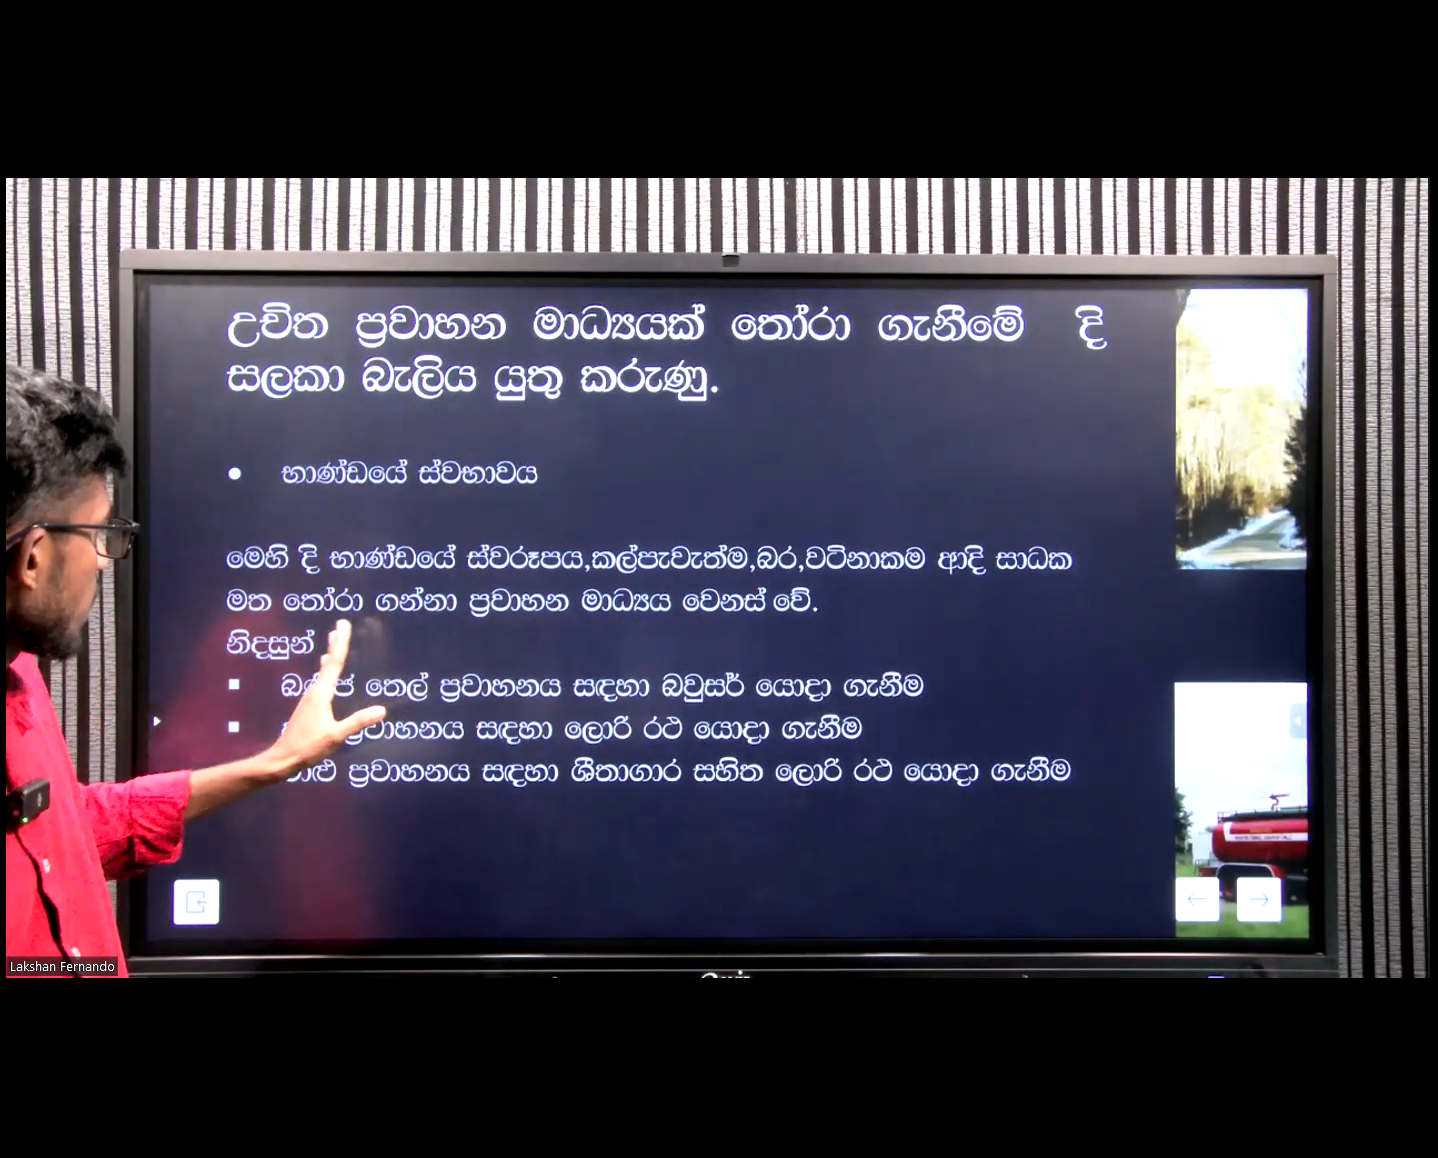 උචිත ප්‍රවාහන මාධ්‍යයක් තෝරා ගැනීමේ දි
සලකා බැලිය යුතු කරුණු.
● භාණ්ඩයේ ස්වභාවය
මෙහි දි භාණ්ඩයේ ස්වරූපය,කල්පැවැත්ම,බර,වටිනාකම ආදි සාධක
මත තෝරා ගන්නා ප්‍රවාහන මාධ්‍යය වෙනස් වේ.
නිදසුන්
▪ තෙල් ප්‍රවාහනය සඳහා බවුසර් යොදා ගැනීම
▪ ප්‍රවාහනය සඳහා ලොරි රථ යොදා ගැනීම
ප්‍රවාහනය සඳහා ශීතාගාර සහිත ලොරි රථ යොදා ගැනීම
Lakshan Fernando